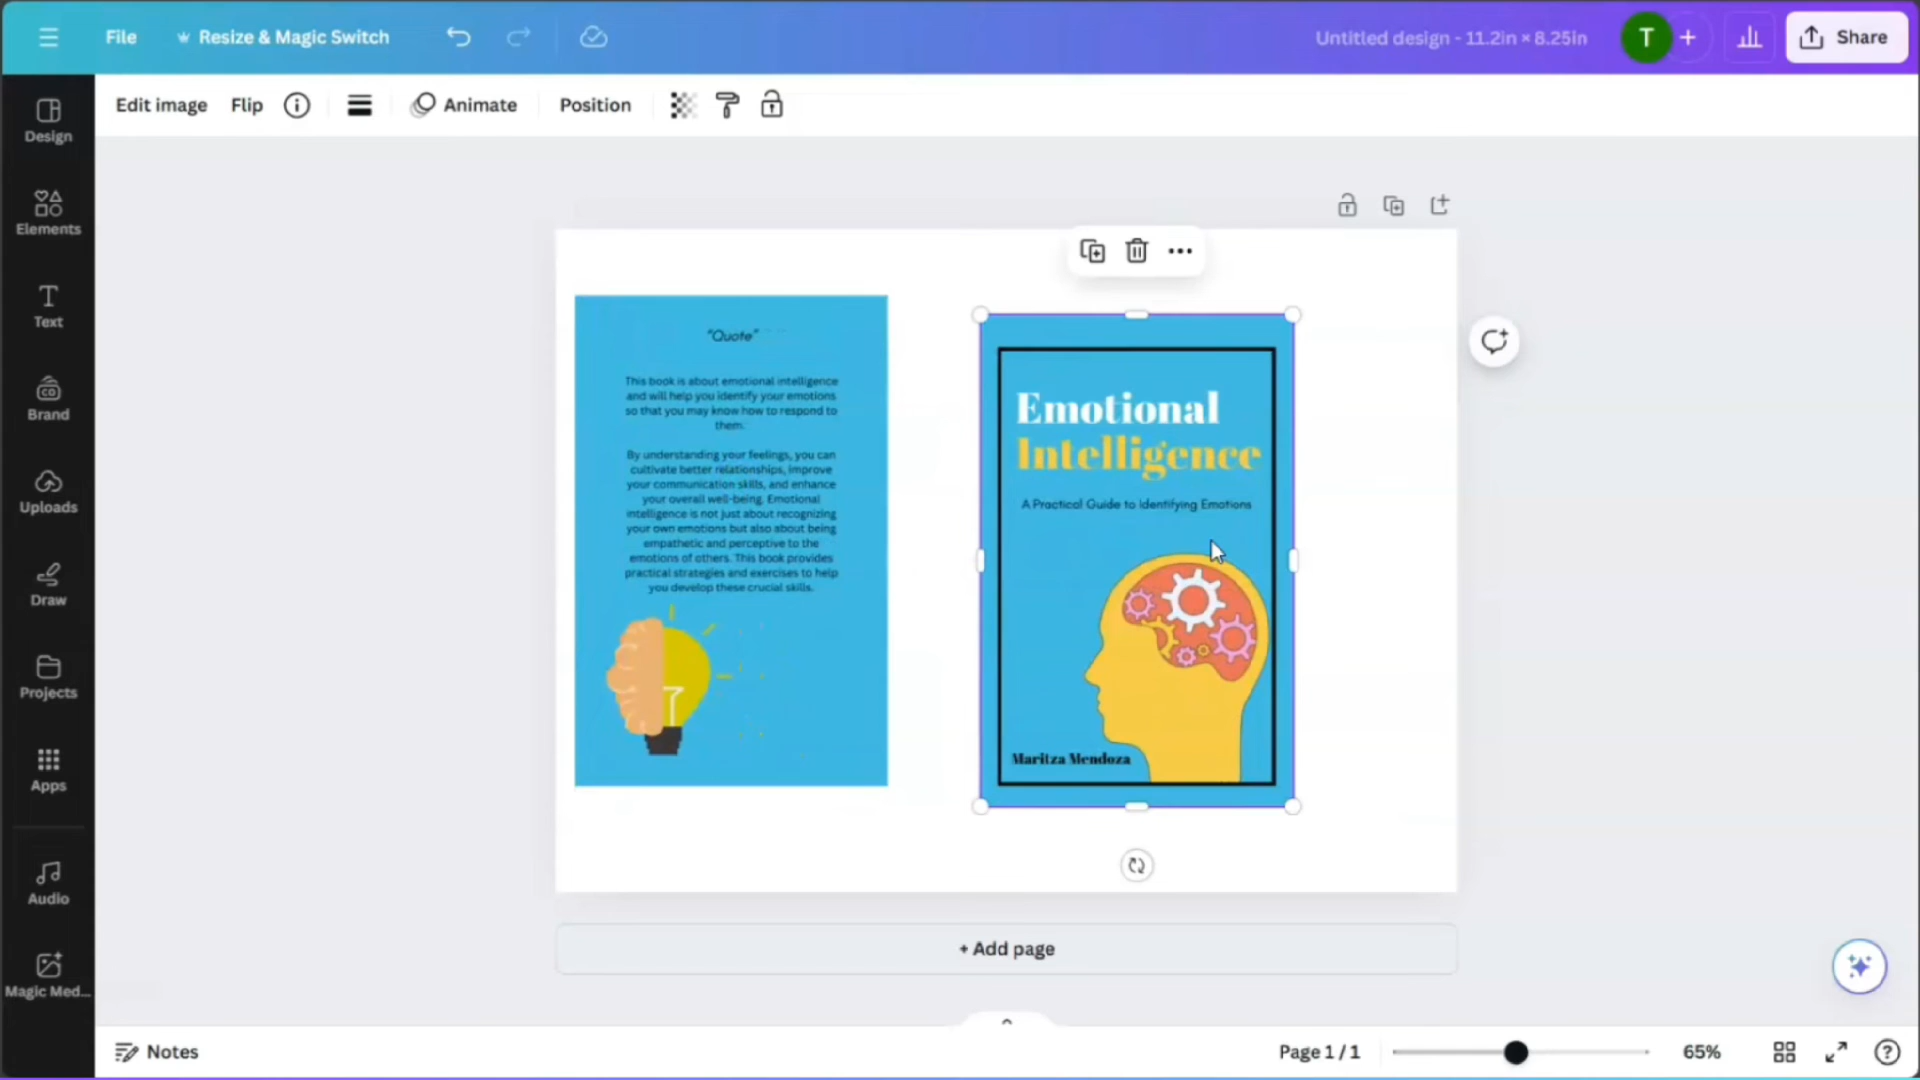 File
Resize & Magic Switch
Untitled design - 11.2in × 8.25in
T
+
Share
Edit image
Flip
Animate
Position
Design
Elements
Text
Brand
Uploads
Draw
Projects
Apps
Audio
Magic Med...
"Quote"
This book is about emotional intelligence
and will help you identify your emotions
so that you may know how to respond to
them.
By understanding your feelings, you can
cultivate better relationships, improve
your communication skills, and enhance
your overall well-being. Emotional
intelligence is not just about recognizing
your own emotions but also about being
empathetic and perceptive to the
emotions of others. This book provides
practical strategies and exercises to help
you develop these crucial skills.
Emotional
Intelligence
A Practical Guide to Identifying Emotions
Maritza Mendoza
+ Add page
Notes
Page 1 / 1
65%